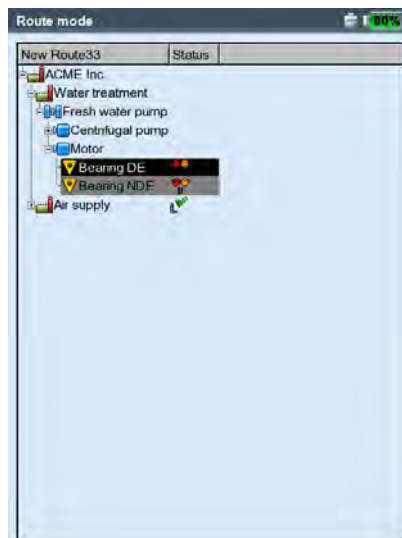 Route mode
80%
New Route33 Status
ACME Inc.
Water treatment
Fresh water pump
Centrifugal pump
Motor
Bearing DE
Bearing NDE
Air supply